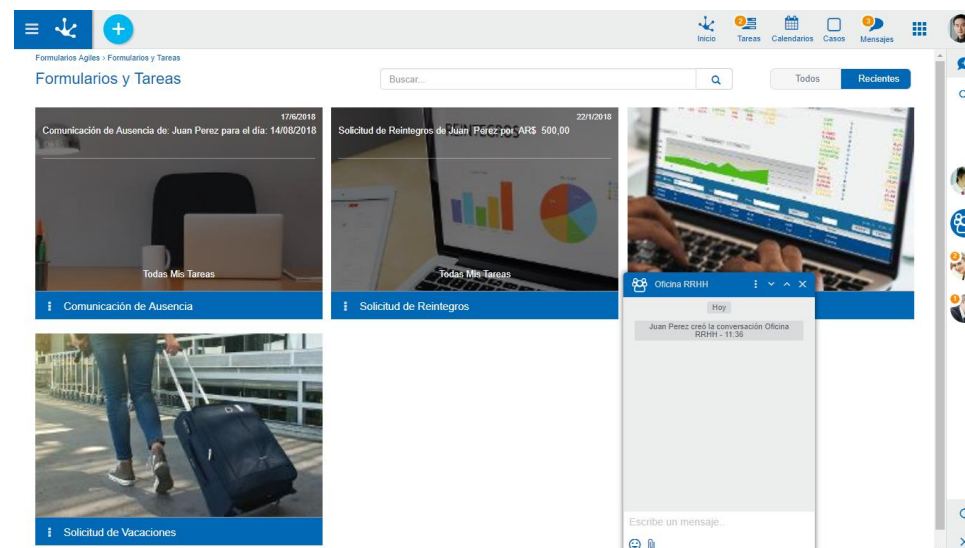 2
3
Inicio
Tareas
Calendarios
Casos
Mensajes
Formularios Agiles > Formularios y Tareas
Formularios y Tareas
Buscar...
Todos
Recientes
17/6/2018
Comunicación de Ausencia de: Juan Perez para el día: 14/08/2018
Todas Mis Tareas
Comunicación de Ausencia
22/1/2018
Solicitud de Reintegros de Juan Perez por AR$ 500,00
REINTEGROS
Todas Mis Tareas
Solicitud de Reintegros
Oficina RRHH
Hoy
Juan Perez creó la conversación Oficina
RRHH - 11:36
Escribe un mensaje..
2
1
Solicitud de Vacaciones